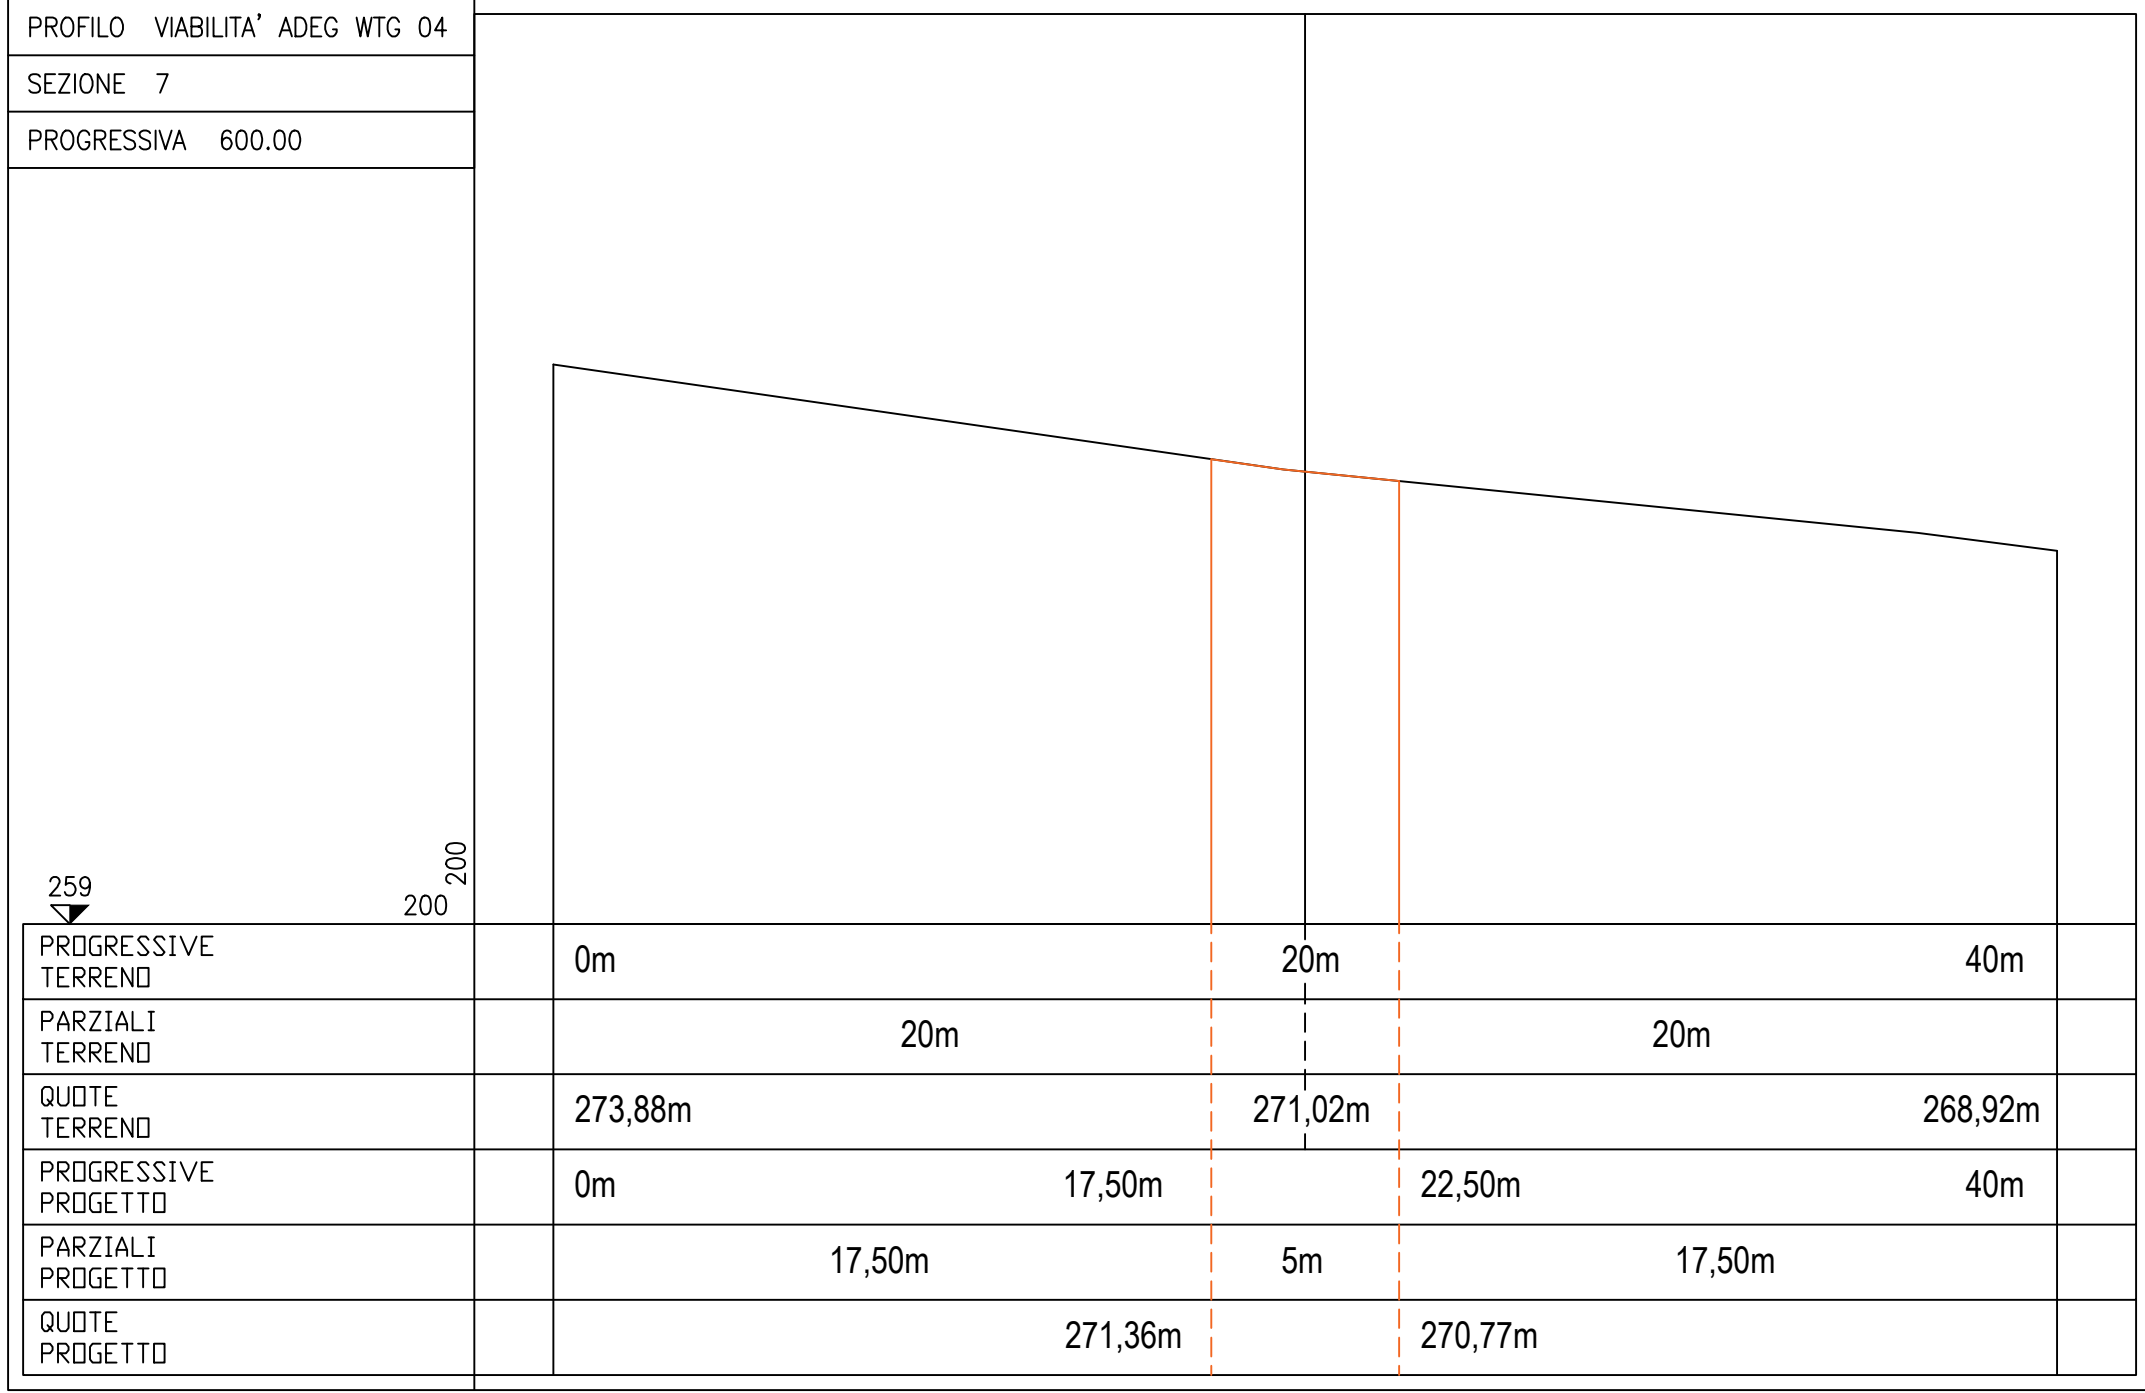 PROFILO VIABILITA' ADEG WTG 04
SEZIONE 7
PROGRESSIVA 600.00
200
259
200
PROGRESSIVE
TERRENO
0m 20m 40m
PARZIALI
TERRENO
20m 20m
QUOTE
TERRENO
273,88m 271,02m 268,92m
PROGRESSIVE
PROGETTO
0m 17,50m 22,50m 40m
PARZIALI
PROGETTO
17,50m 5m 17,50m
QUOTE
PROGETTO
271,36m 270,77m